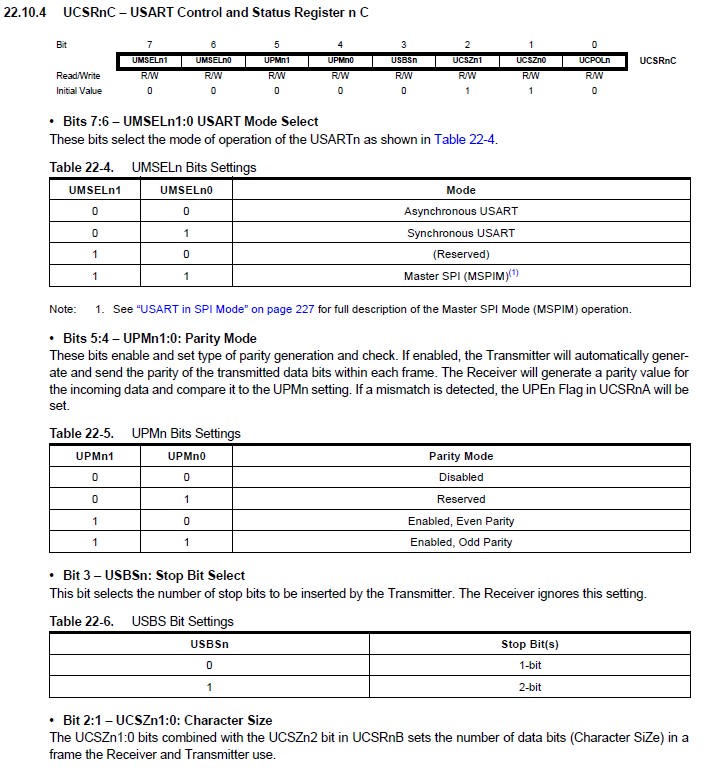 22.10.4 UCSRnC – USART Control and Status Register n C
Bit 7 6 5 4 3 2 1 0
UMSELn1 UMSELn0 UPMn1 UPMn0 USBSn UCSZn1 UCSZn0 UCPOLn UCSRnC
Read/Write R/W R/W R/W R/W R/W R/W R/W R/W
Initial Value 0 0 0 0 0 1 1 0
• Bits 7:6 – UMSELn1:0 USART Mode Select
These bits select the mode of operation of the USARTn as shown in Table 22-4.
Table 22-4. UMSELn Bits Settings
UMSELn1 UMSELn0 Mode
0 0 Asynchronous USART
0 1 Synchronous USART
1 0 (Reserved)
1 1 Master SPI (MSPIM)(1)
Note: 1. See “USART in SPI Mode” on page 227 for full description of the Master SPI Mode (MSPIM) operation.
• Bits 5:4 – UPMn1:0: Parity Mode
These bits enable and set type of parity generation and check. If enabled, the Transmitter will automatically gener-
ate and send the parity of the transmitted data bits within each frame. The Receiver will generate a parity value for
the incoming data and compare it to the UPMn setting. If a mismatch is detected, the UPEn Flag in UCSRnA will be
set.
Table 22-5. UPMn Bits Settings
UPMn1 UPMn0 Parity Mode
0 0 Disabled
0 1 Reserved
1 0 Enabled, Even Parity
1 1 Enabled, Odd Parity
• Bit 3 – USBSn: Stop Bit Select
This bit selects the number of stop bits to be inserted by the Transmitter. The Receiver ignores this setting.
Table 22-6. USBS Bit Settings
USBSn Stop Bit(s)
0 1-bit
1 2-bit
• Bit 2:1 – UCSZn1:0: Character Size
The UCSZn1:0 bits combined with the UCSZn2 bit in UCSRnB sets the number of data bits (Character SiZe) in a
frame the Receiver and Transmitter use.